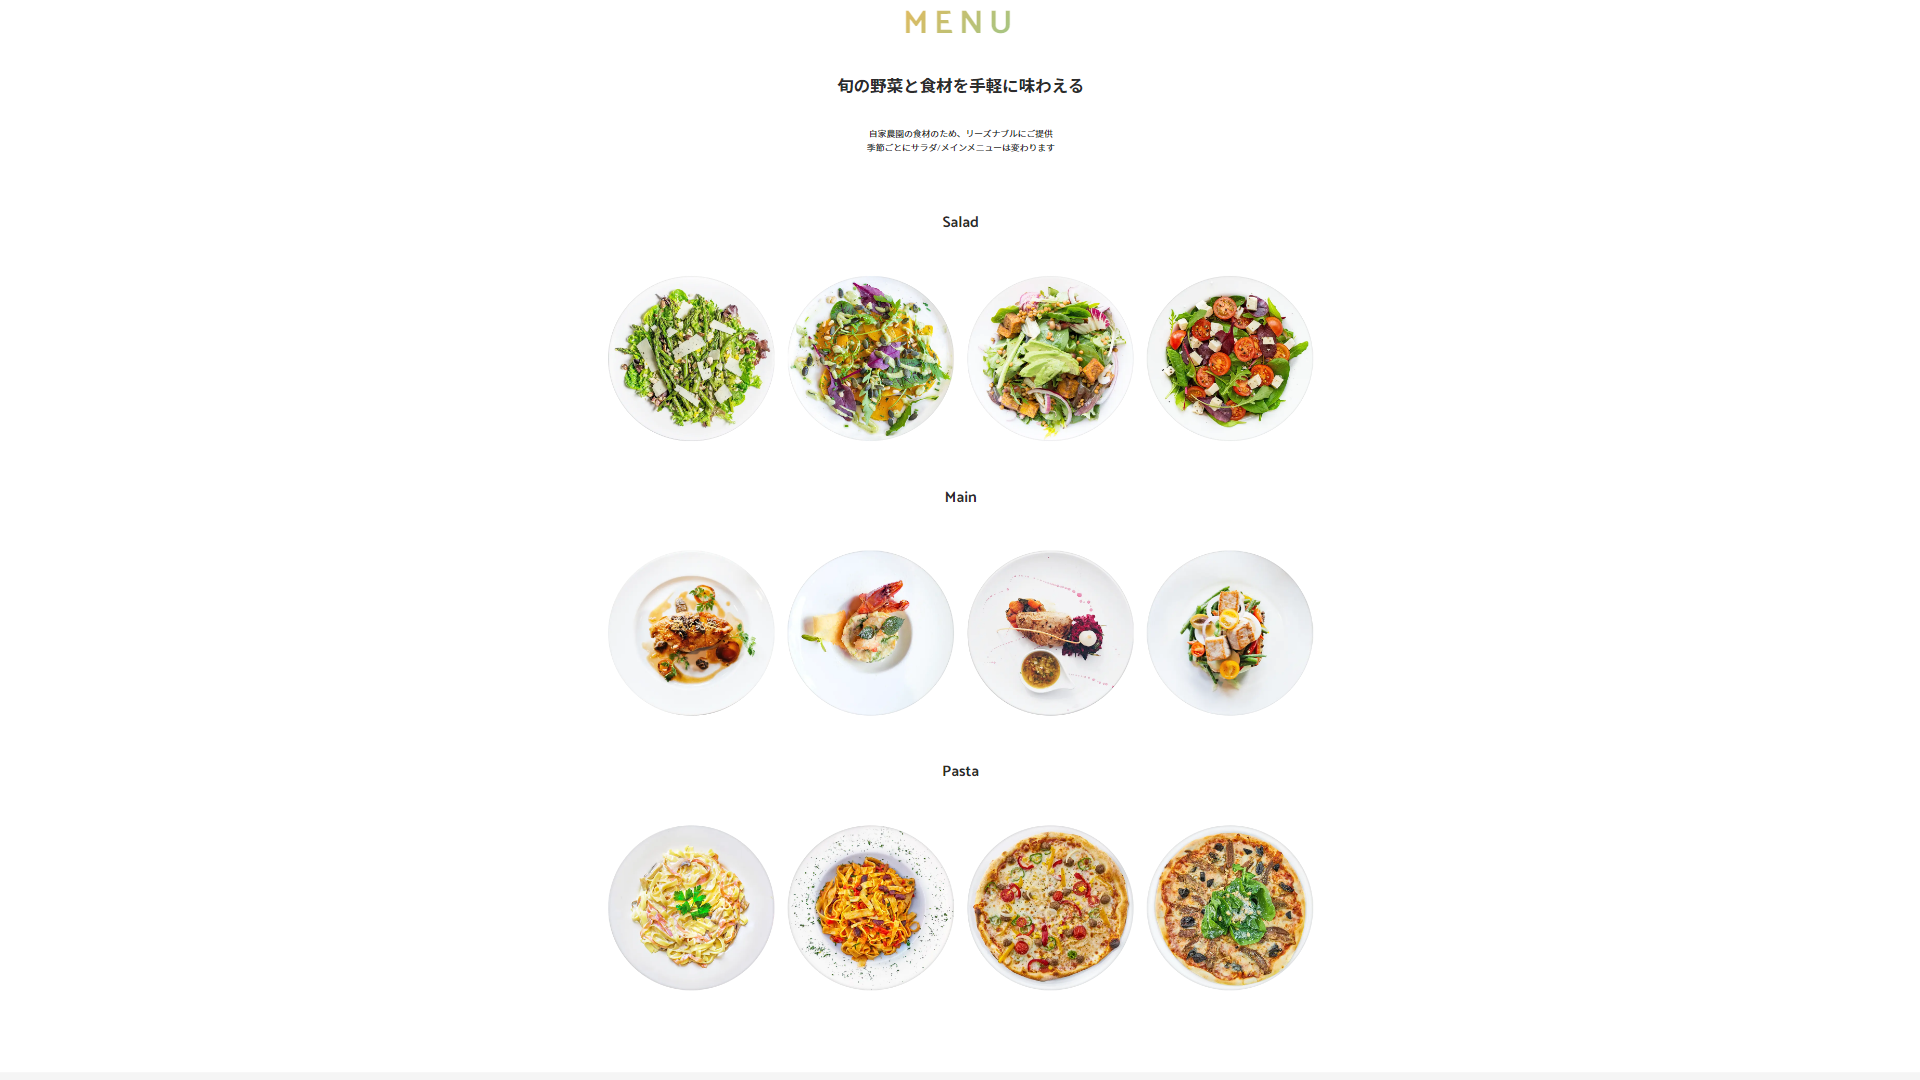 MENU
旬の野菜と食材を手軽に味わえる
自家農園の食材のため、リーズナブルにご提供
季節ごとにサラダ/メインメニューは変わります
Salad
Main
Pasta